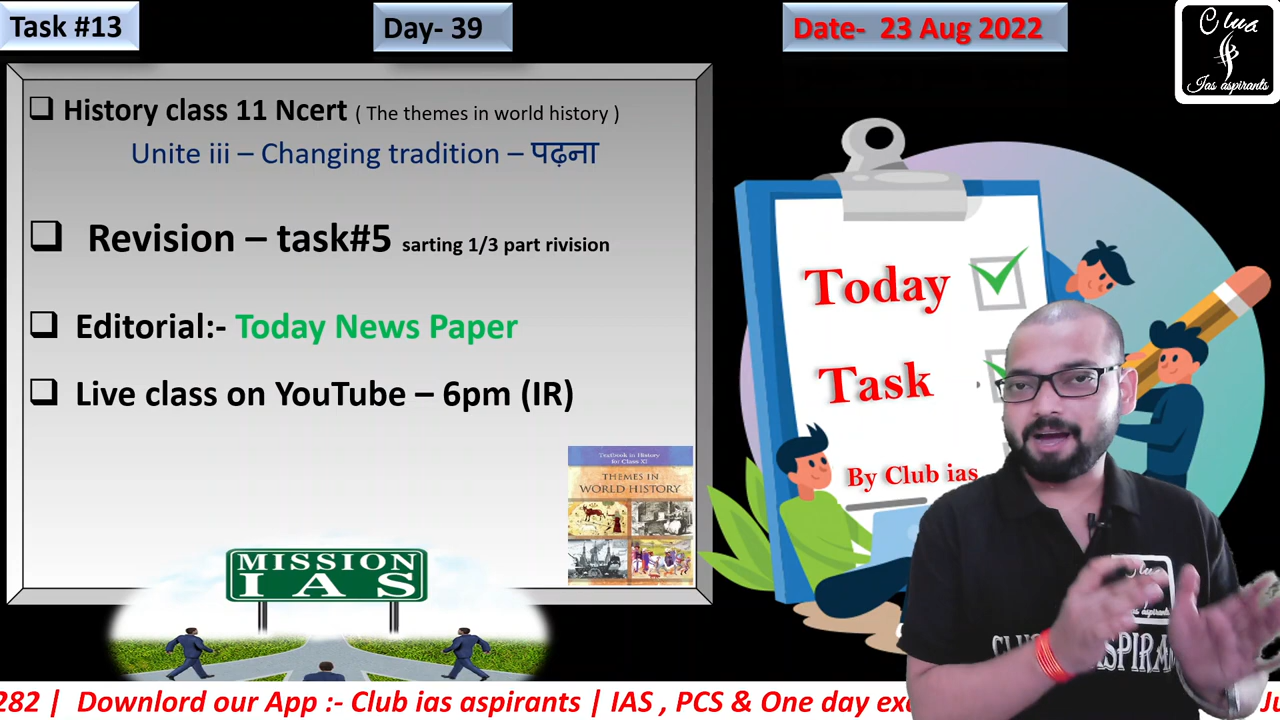 Task #13
Day- 39
Date- 23 Aug 2022
Clua
Ias aspirants
History class 11 Ncert ( The themes in world history )
Unite iii – Changing tradition – पढ़ना
Revision – task#5 sarting 1/3 part rivision
Editorial:- Today News Paper
Live class on YouTube – 6pm (IR)
Today
Task
By Club ias
Textbook in History
for Class XI
THEMES IN
WORLD HISTORY
MISSION
IAS
282 | Downlord our App :- Club ias aspirants | IAS , PCS & One day